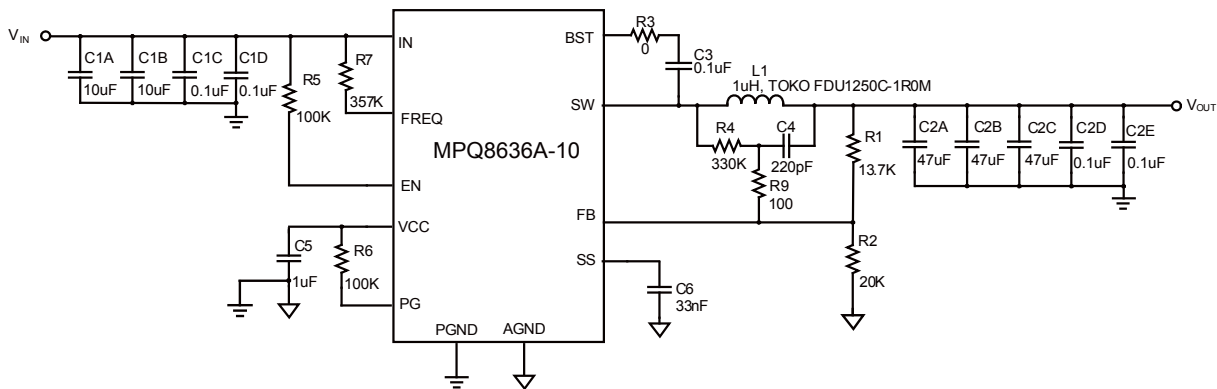 V_IN
C1A
10uF
C1B
10uF
C1C
0.1uF
C1D
0.1uF
R5
100K
R7
357K
IN
FREQ
EN
VCC
PG
C5
1uF
R6
100K
MPQ8636A-10
PGND
AGND
BST
SW
FB
SS
R3
0
C3
0.1uF
L1
1uH, TOKO FDU1250C-1R0M
R4
330K
C4
220pF
R9
100
R1
13.7K
R2
20K
C6
33nF
C2A
47uF
C2B
47uF
C2C
47uF
C2D
0.1uF
C2E
0.1uF
V_OUT